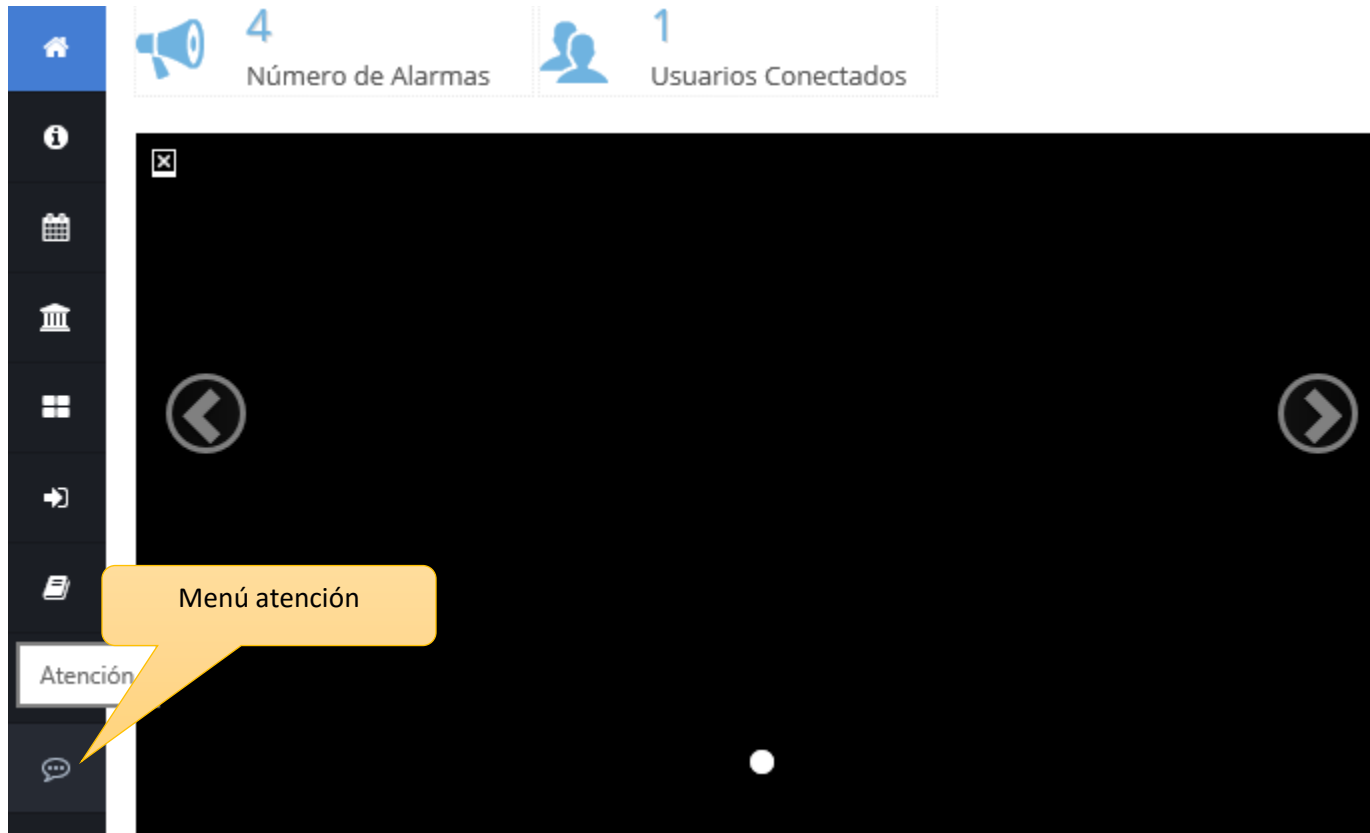 4
Número de Alarmas
1
Usuarios Conectados
Menú atención
Atención